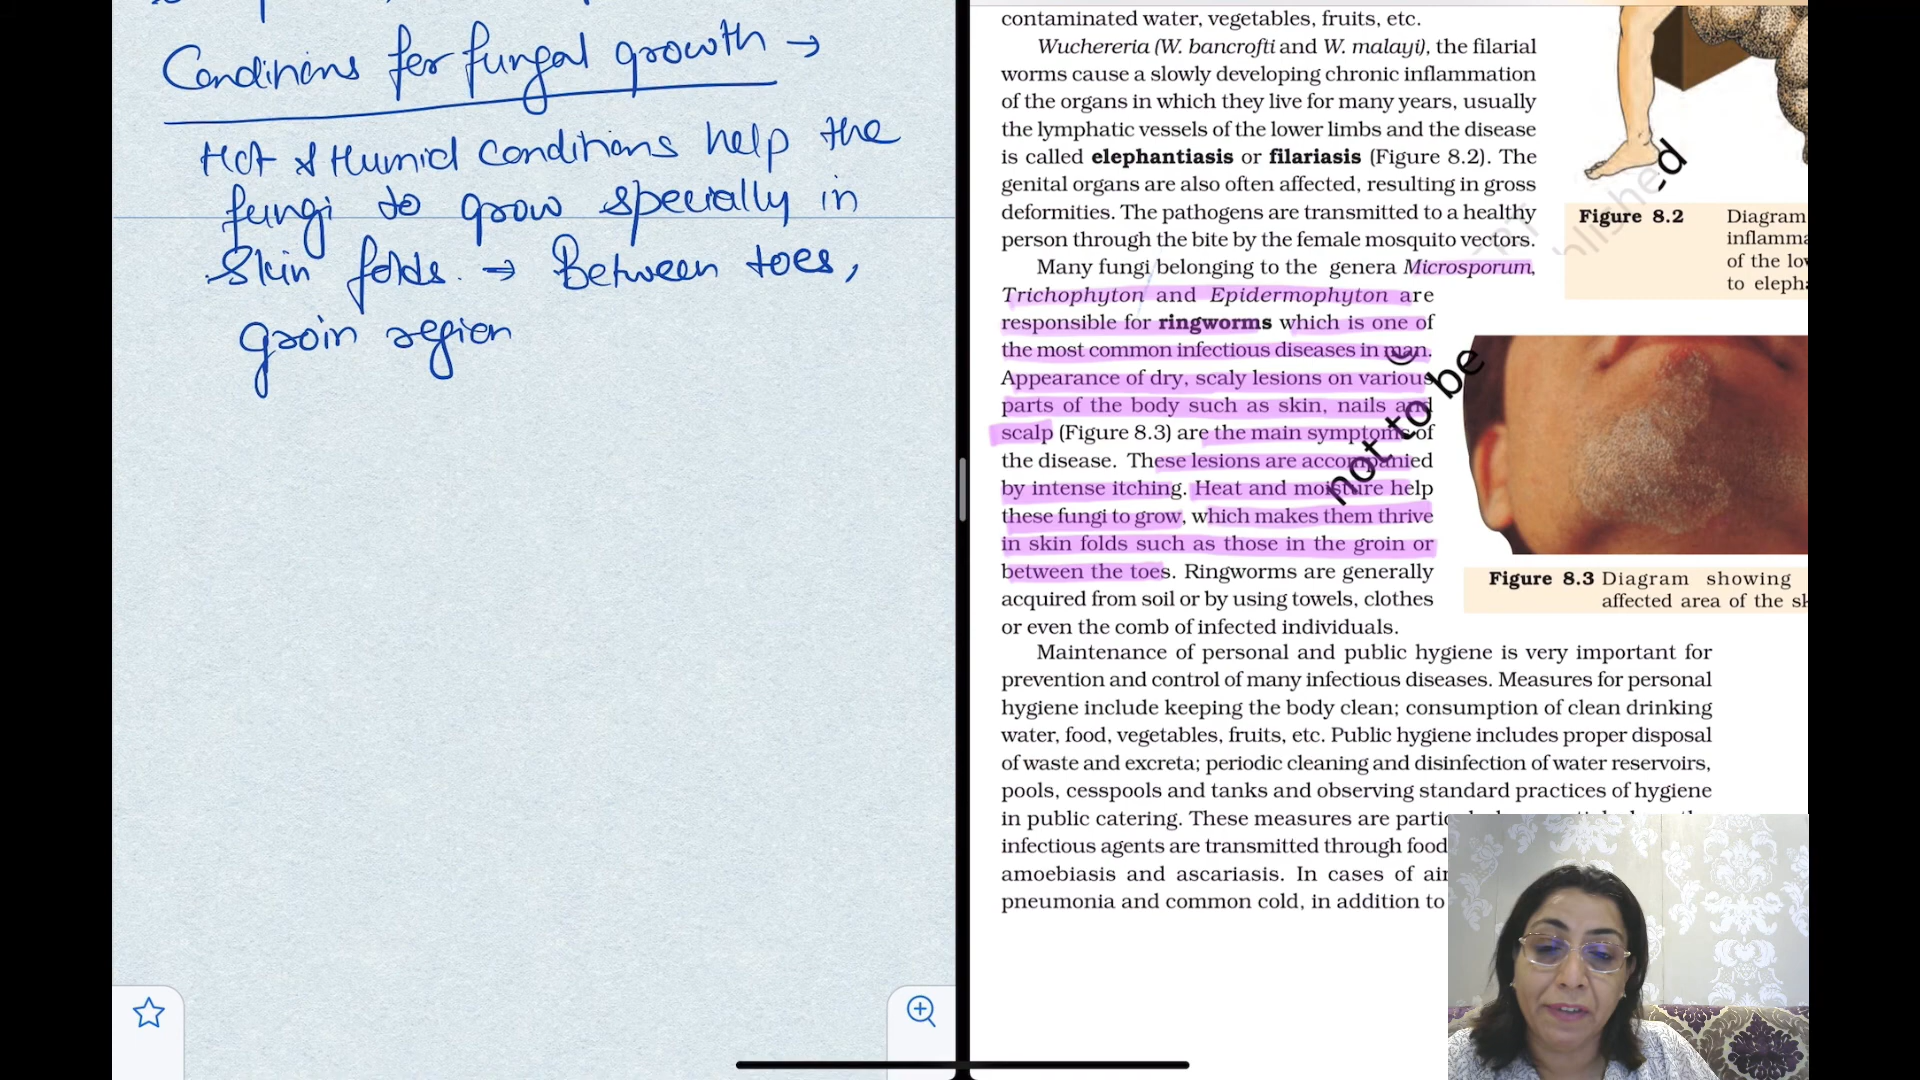 Conditions for fungal growth →
Hot & Humid conditions help the
fungi to grow specially in
Skin folds. → Between toes,
groin region
contaminated water, vegetables, fruits, etc.
Wuchereria (W. bancrofti and W. malayi), the filarial
worms cause a slowly developing chronic inflammation
of the organs in which they live for many years, usually
the lymphatic vessels of the lower limbs and the disease
is called elephantiasis or filariasis (Figure 8.2). The
genital organs are also often affected, resulting in gross
deformities. The pathogens are transmitted to a healthy
person through the bite by the female mosquito vectors.
Many fungi belonging to the genera Microsporum,
Trichophyton and Epidermophyton are
responsible for ringworms which is one of
the most common infectious diseases in man.
Appearance of dry, scaly lesions on various
parts of the body such as skin, nails and
scalp (Figure 8.3) are the main symptoms of
the disease. These lesions are accompanied
by intense itching. Heat and moisture help
these fungi to grow, which makes them thrive
in skin folds such as those in the groin or
between the toes. Ringworms are generally
acquired from soil or by using towels, clothes
or even the comb of infected individuals.
Maintenance of personal and public hygiene is very important for
prevention and control of many infectious diseases. Measures for personal
hygiene include keeping the body clean; consumption of clean drinking
water, food, vegetables, fruits, etc. Public hygiene includes proper disposal
of waste and excreta; periodic cleaning and disinfection of water reservoirs,
pools, cesspools and tanks and observing standard practices of hygiene
in public catering. These measures are
infectious agents are transmitted through food
amoebiasis and ascariasis. In cases of
pneumonia and common cold, in addition to
Figure 8.2 Diagram
of the
to
Figure 8.3 Diagram showing
affected area of the
not to be